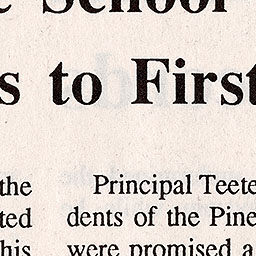 School
s to First
the
ted
his
Principal Teete
dents of the Pine
were promised a